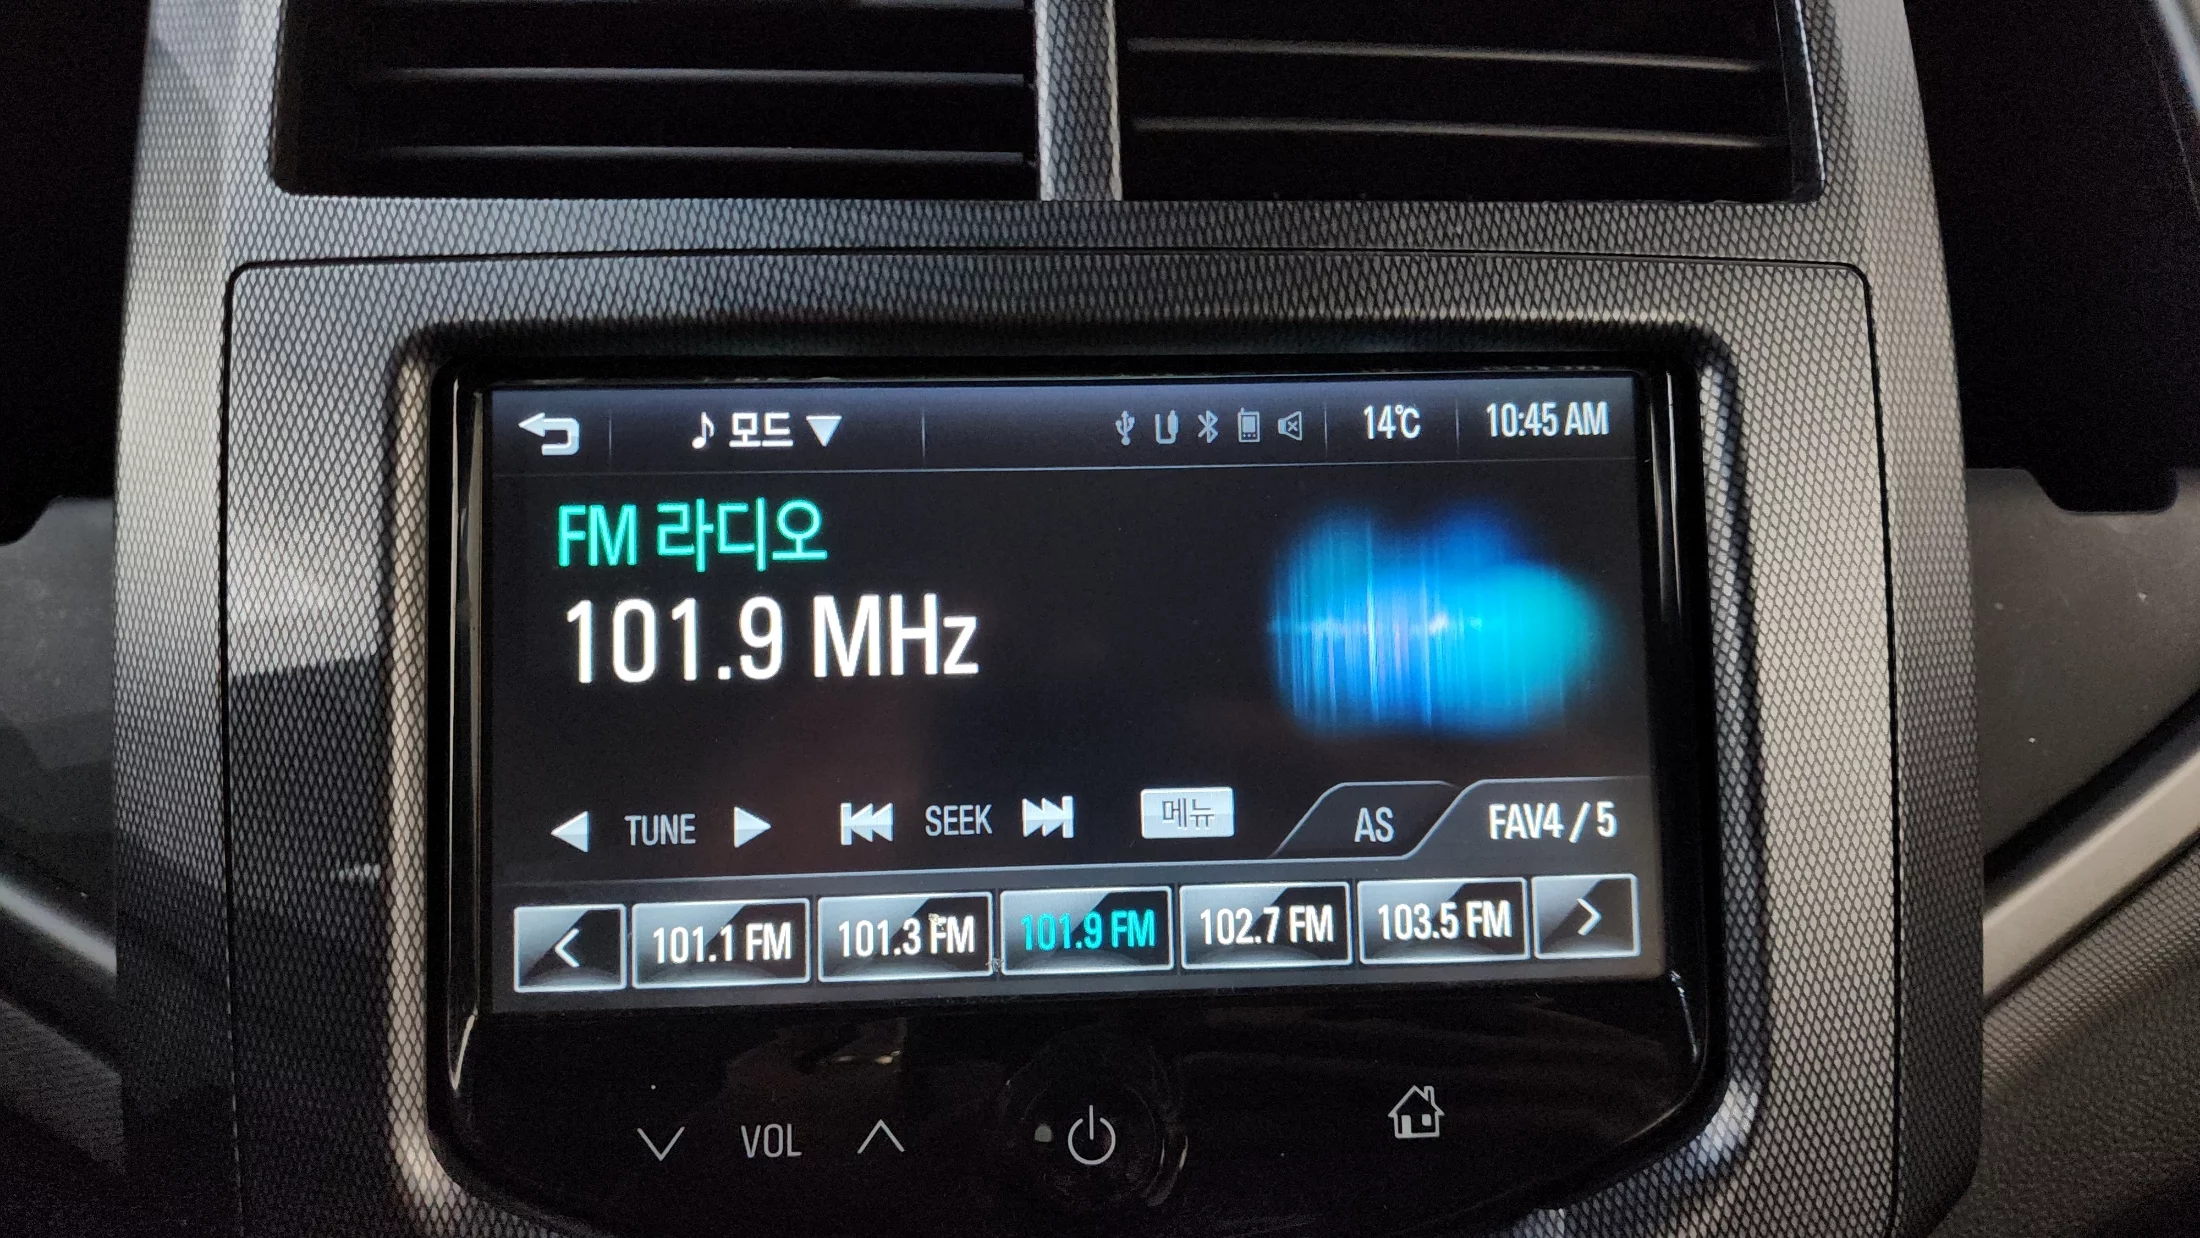 모드 14℃ 10:45 AM
FM 라디오
101.9 MHz
TUNE SEEK 메뉴 AS FAV4 / 5
101.1 FM 101.3 FM 101.9 FM 102.7 FM 103.5 FM
VOL